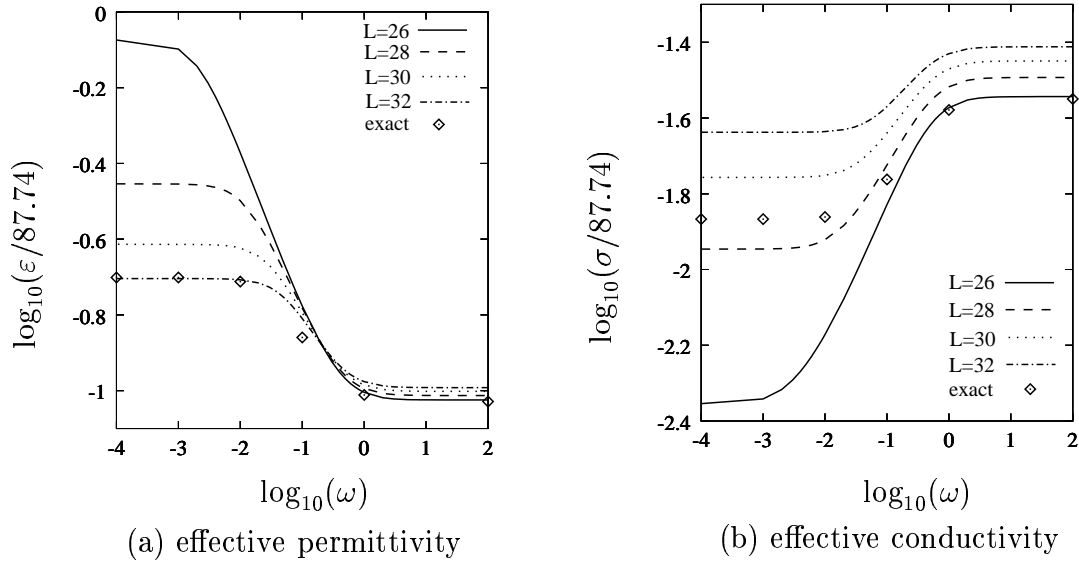 0
-0.2
-0.4
-0.6
-0.8
-1
-4
-3
-2
-1
0
1
2
log₁₀(ε/87.74)
log₁₀(ω)
L=26
L=28
L=30
L=32
exact
(a) effective permittivity
-1.4
-1.6
-1.8
-2
-2.2
-2.4
-4
-3
-2
-1
0
1
2
log₁₀(σ/87.74)
log₁₀(ω)
L=26
L=28
L=30
L=32
exact
(b) effective conductivity